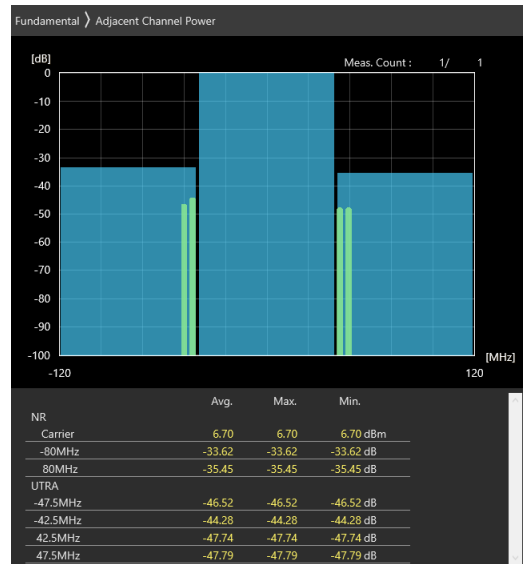 Fundamental 》 Adjacent Channel Power
[dB]
Meas. Count : 1/ 1
0
-10
-20
-30
-40
-50
-60
-70
-80
-90
-100
[MHz]
-120 120
Avg. Max. Min.
NR
Carrier 6.70 6.70 6.70 dBm
-80MHz -33.62 -33.62 -33.62 dB
80MHz -35.45 -35.45 -35.45 dB
UTRA
-47.5MHz -46.52 -46.52 -46.52 dB
-42.5MHz -44.28 -44.28 -44.28 dB
42.5MHz -47.74 -47.74 -47.74 dB
47.5MHz -47.79 -47.79 -47.79 dB